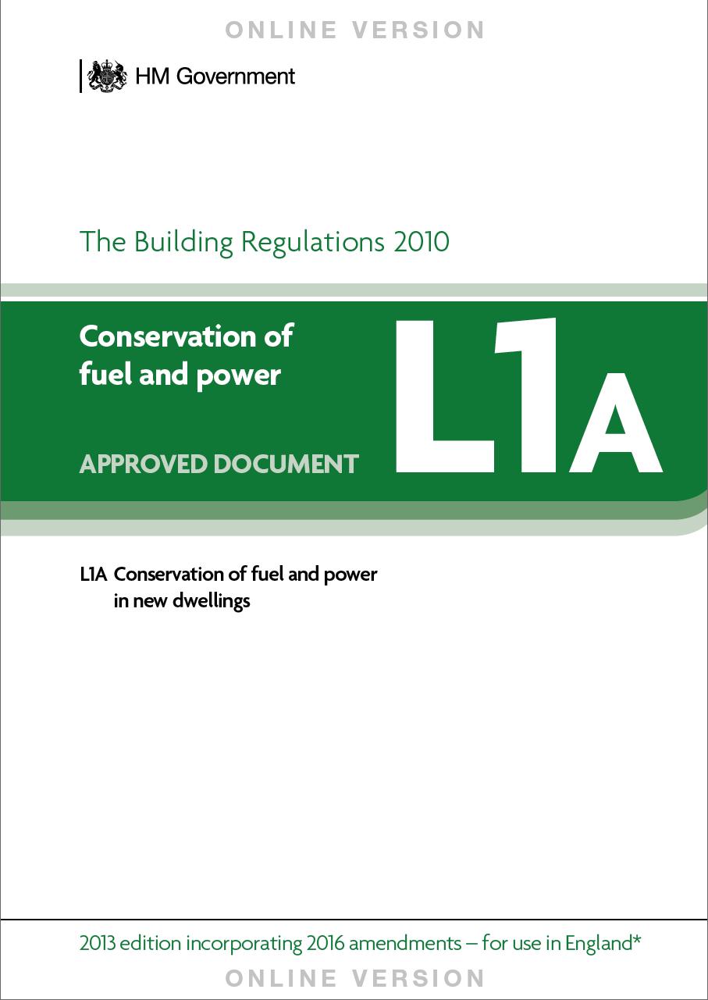 ONLINE VERSION
HM Government
The Building Regulations 2010
Conservation of
fuel and power
L1A
APPROVED DOCUMENT
L1A Conservation of fuel and power
in new dwellings
2013 edition incorporating 2016 amendments – for use in England*
ONLINE VERSION